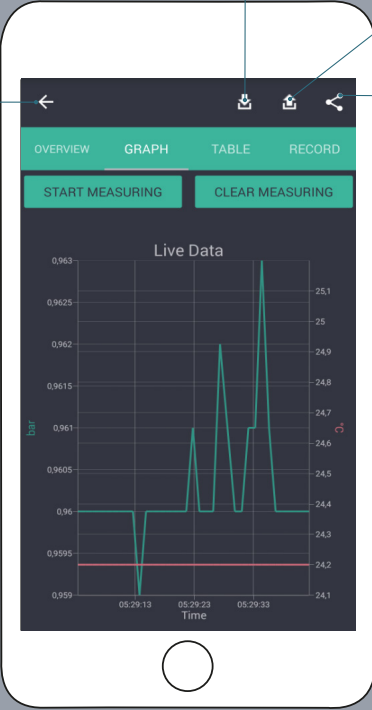 OVERVIEW GRAPH TABLE RECORD
START MEASURING CLEAR MEASURING
Live Data
0,963
0,9625
0,962
0,9615
0,961
0,9605
0,96
0,9595
0,959
bar
25,1
25
24,9
24,8
24,7
24,6
24,5
24,4
24,3
24,2
24,1
°C
05:29:13 05:29:23 05:29:33
Time